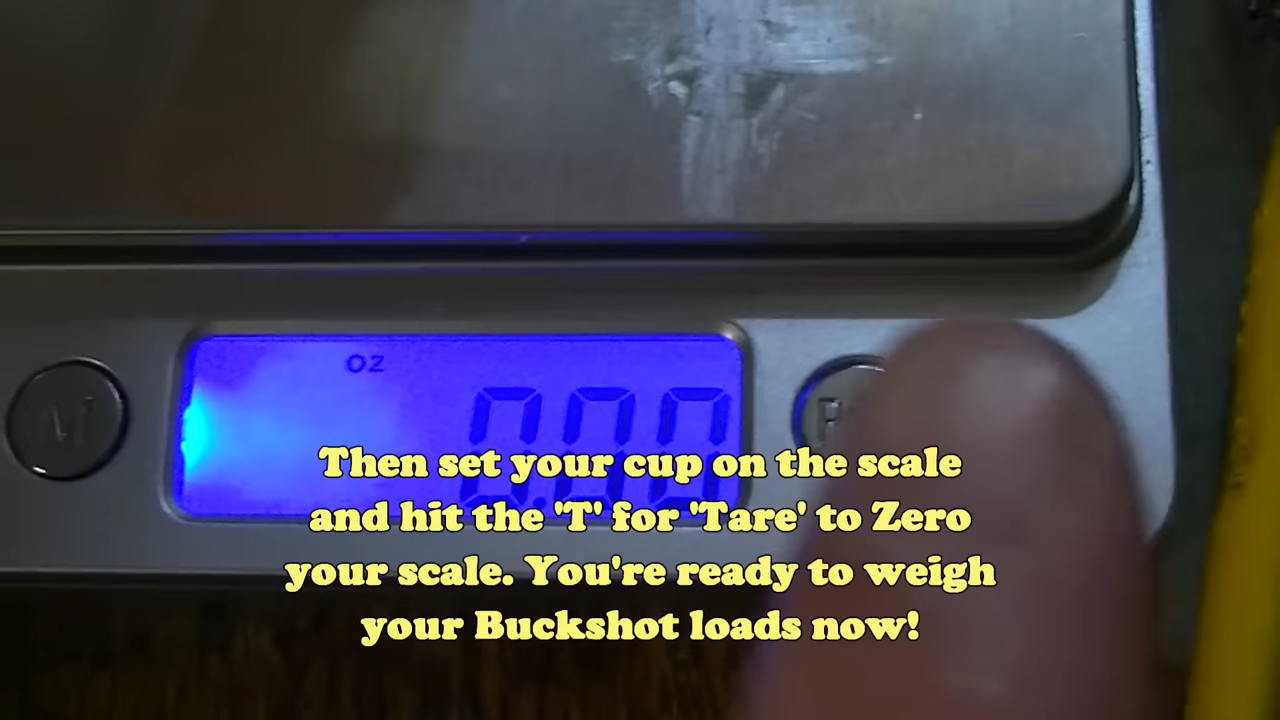 OZ
M
0.00
P
Then set your cup on the scale
and hit the 'T' for 'Tare' to Zero
your scale. You're ready to weigh
your Buckshot loads now!